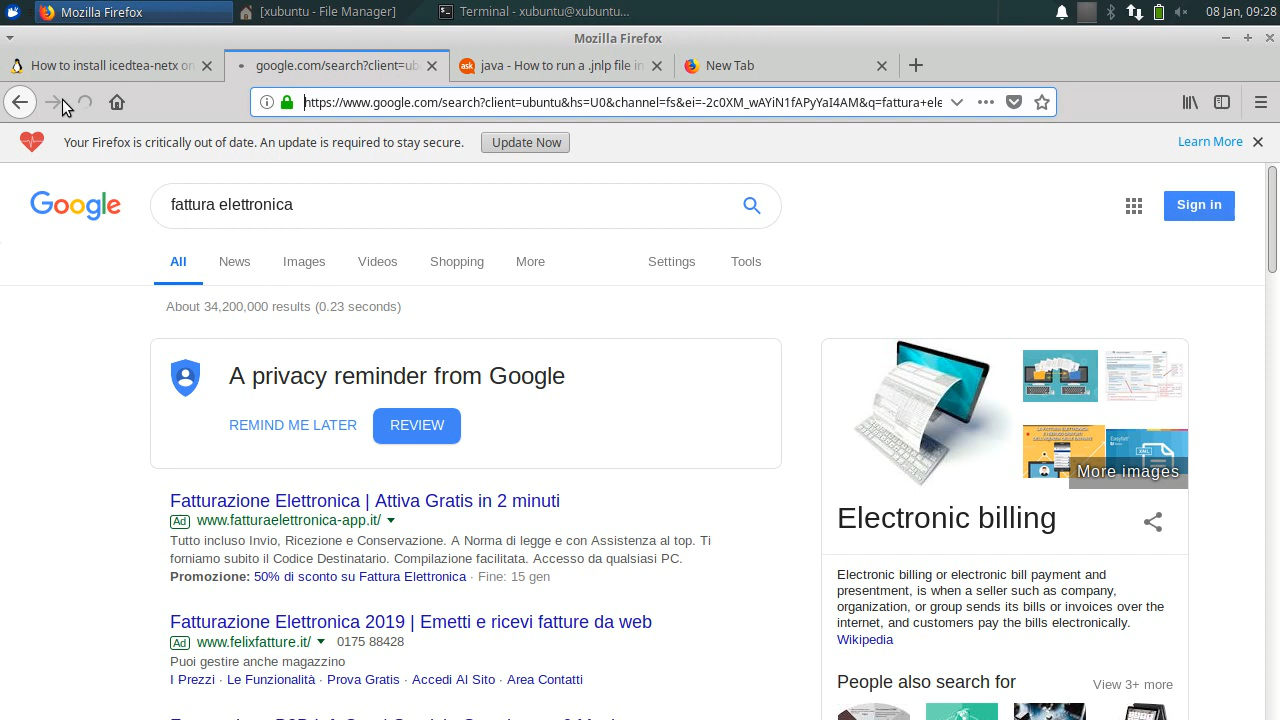 Mozilla Firefox
[xubuntu - File Manager]
Terminal - xubuntu@xubuntu...
08 Jan, 09:28
Mozilla Firefox
How to install icedtea-netx on
google.com/search?client=ub
java - How to run a .jnlp file in
New Tab
https://www.google.com/search?client=ubuntu&hs=U0&channel=fs&ei=-2c0XM_wAYiN1fAPyYaI4AM&q=fattura+ele
Your Firefox is critically out of date. An update is required to stay secure.
Update Now
Learn More
Google
fattura elettronica
Sign in
All
News
Images
Videos
Shopping
More
Settings
Tools
About 34,200,000 results (0.23 seconds)
A privacy reminder from Google
REMIND ME LATER
REVIEW
Fatturazione Elettronica | Attiva Gratis in 2 minuti
Ad www.fatturaelettronica-app.it/
Tutto incluso Invio, Ricezione e Conservazione. A Norma di legge e con Assistenza al top. Ti
forniamo subito il Codice Destinatario. Compilazione facilitata. Accesso da qualsiasi PC.
Promozione: 50% di sconto su Fattura Elettronica · Fine: 15 gen
Fatturazione Elettronica 2019 | Emetti e ricevi fatture da web
Ad www.felixfatture.it/ 0175 88428
Puoi gestire anche magazzino
I Prezzi · Le Funzionalità · Prova Gratis · Accedi Al Sito · Area Contatti
More images
Electronic billing
Electronic billing or electronic bill payment and
presentment, is when a seller such as company,
organization, or group sends its bills or invoices over the
internet, and customers pay the bills electronically.
Wikipedia
People also search for
View 3+ more